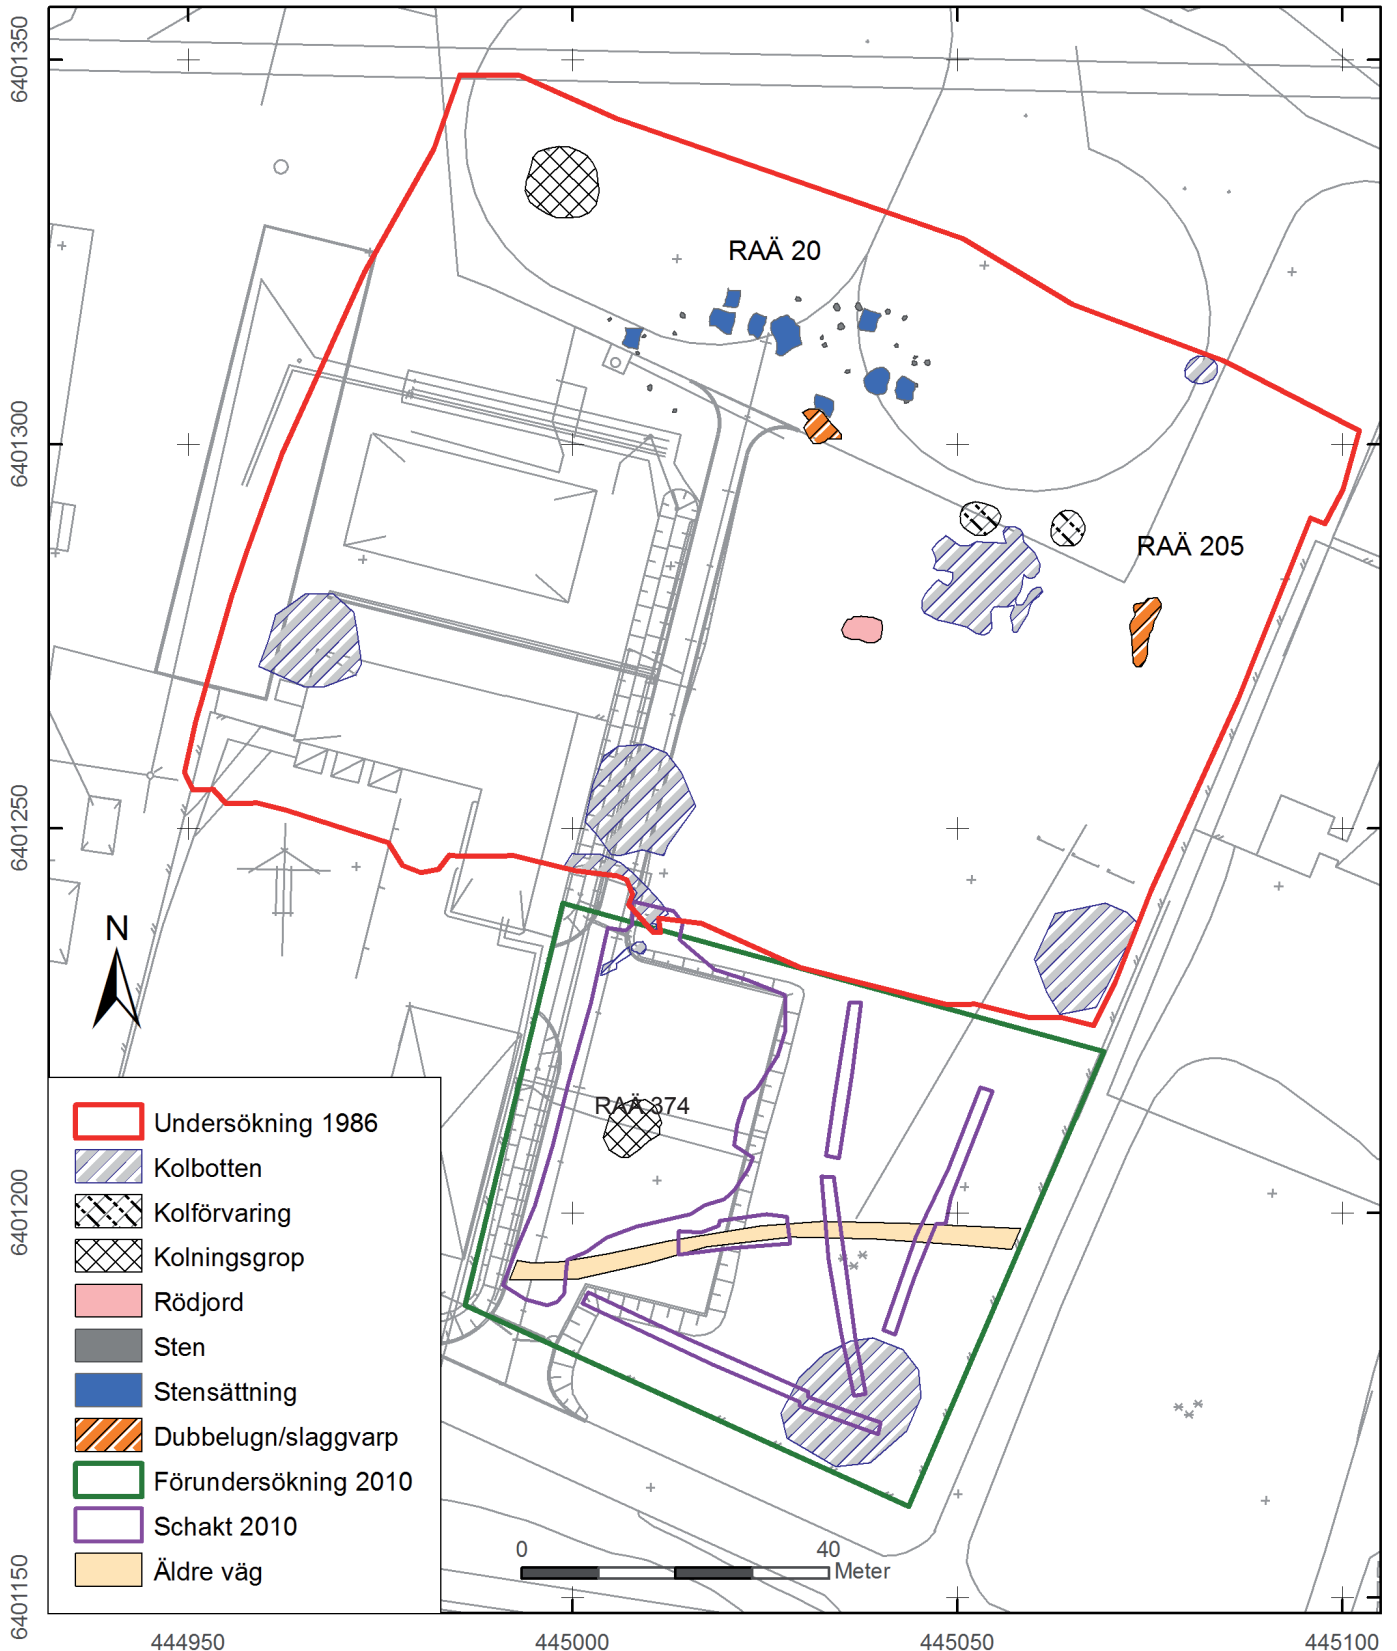 6401350
RAÄ 20
6401300
RAÄ 205
6401250
N
RAÄ 374
6401200
Undersökning 1986
Kolbotten
Kolförvaring
Kolningsgrop
Rödjord
Sten
Stensättning
Dubbelugn/slaggvarp
Förundersökning 2010
Schakt 2010
Äldre väg
0 40
Meter
6401150
444950 445000 445050 445100